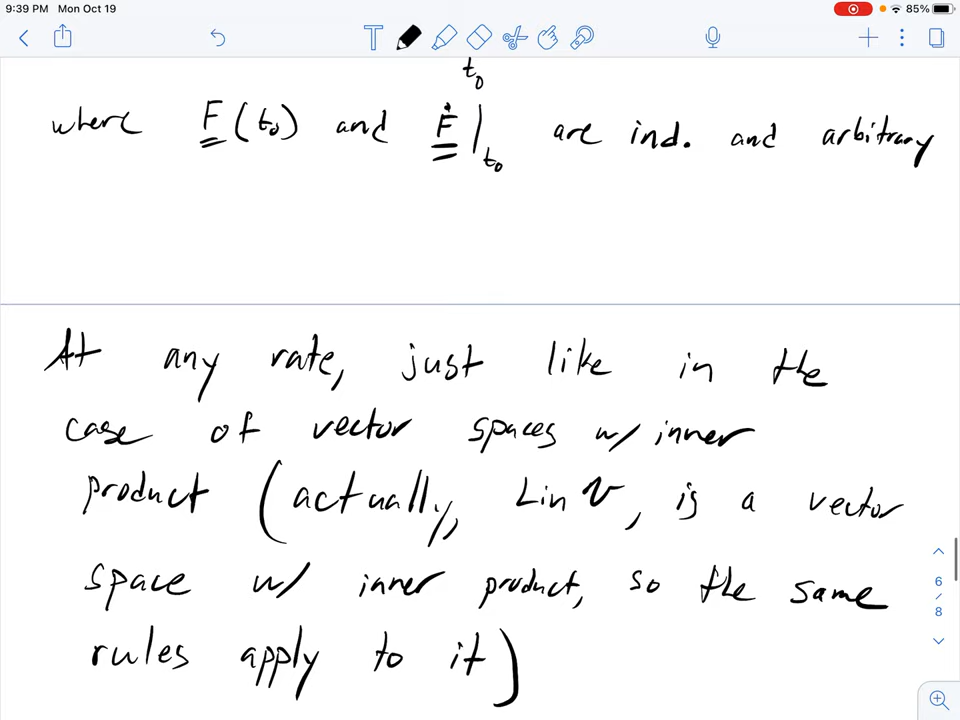 9:39 PM Mon Oct 19
85%
t₀
where F(t₀) and Ḟ|t₀ are ind. and arbitrary
At any rate, just like in the
case of vector spaces w/ inner
product (actually, Lin V, is a vector
space w/ inner product, so the same
rules apply to it)
6
/
8